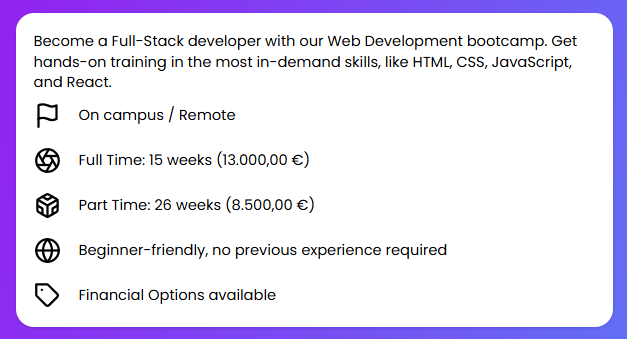 Become a Full-Stack developer with our Web Development bootcamp. Get
hands-on training in the most in-demand skills, like HTML, CSS, JavaScript,
and React.
On campus / Remote
Full Time: 15 weeks (13.000,00 €)
Part Time: 26 weeks (8.500,00 €)
Beginner-friendly, no previous experience required
Financial Options available